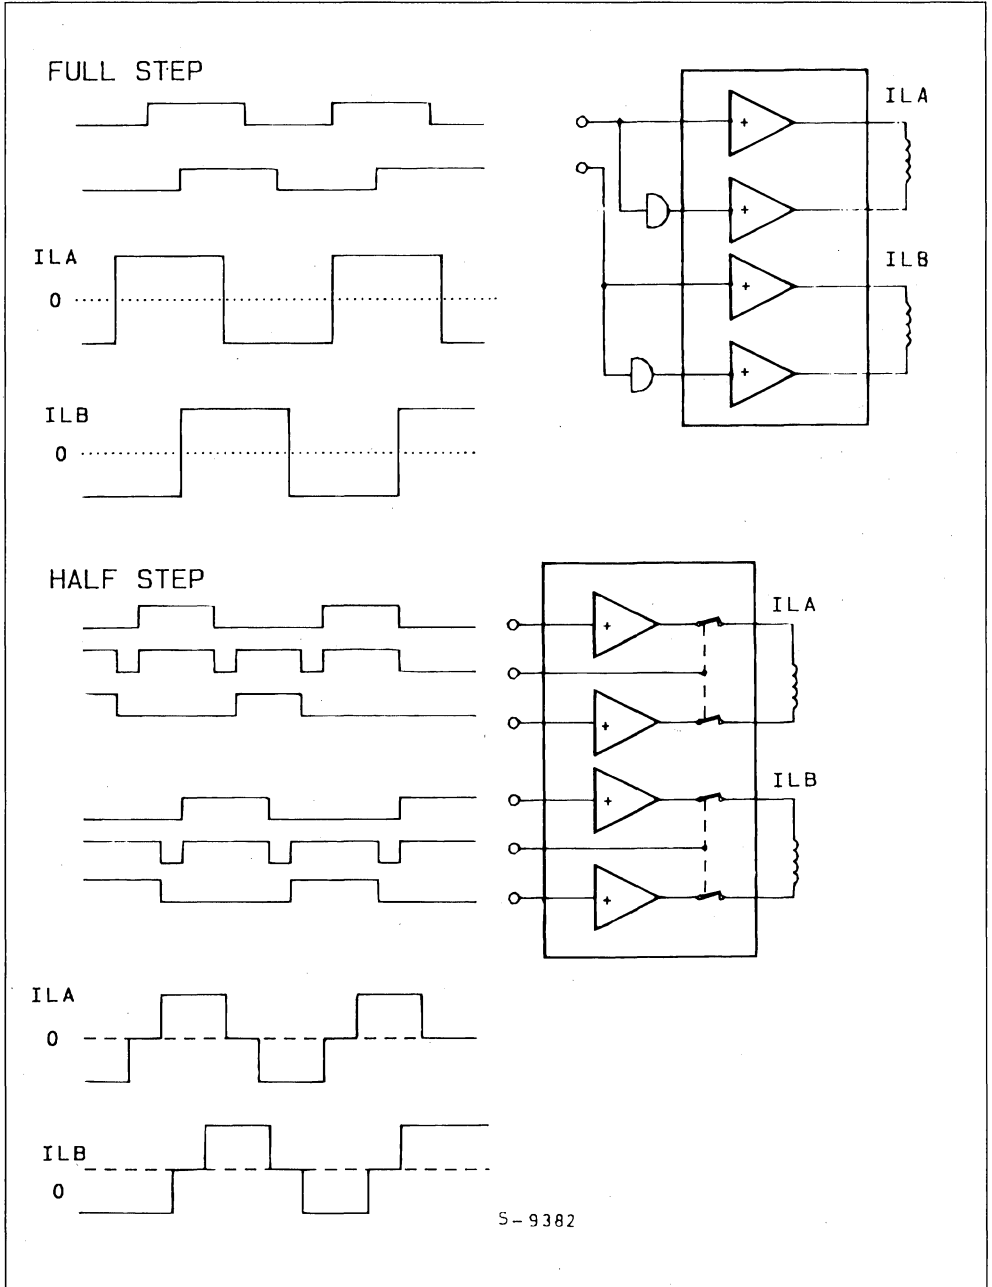 FULL STEP
ILA
0
ILB
0
ILA
+
+
ILB
+
+
HALF STEP
ILA
+
+
ILB
+
+
ILA
0
ILB
0
S-9382